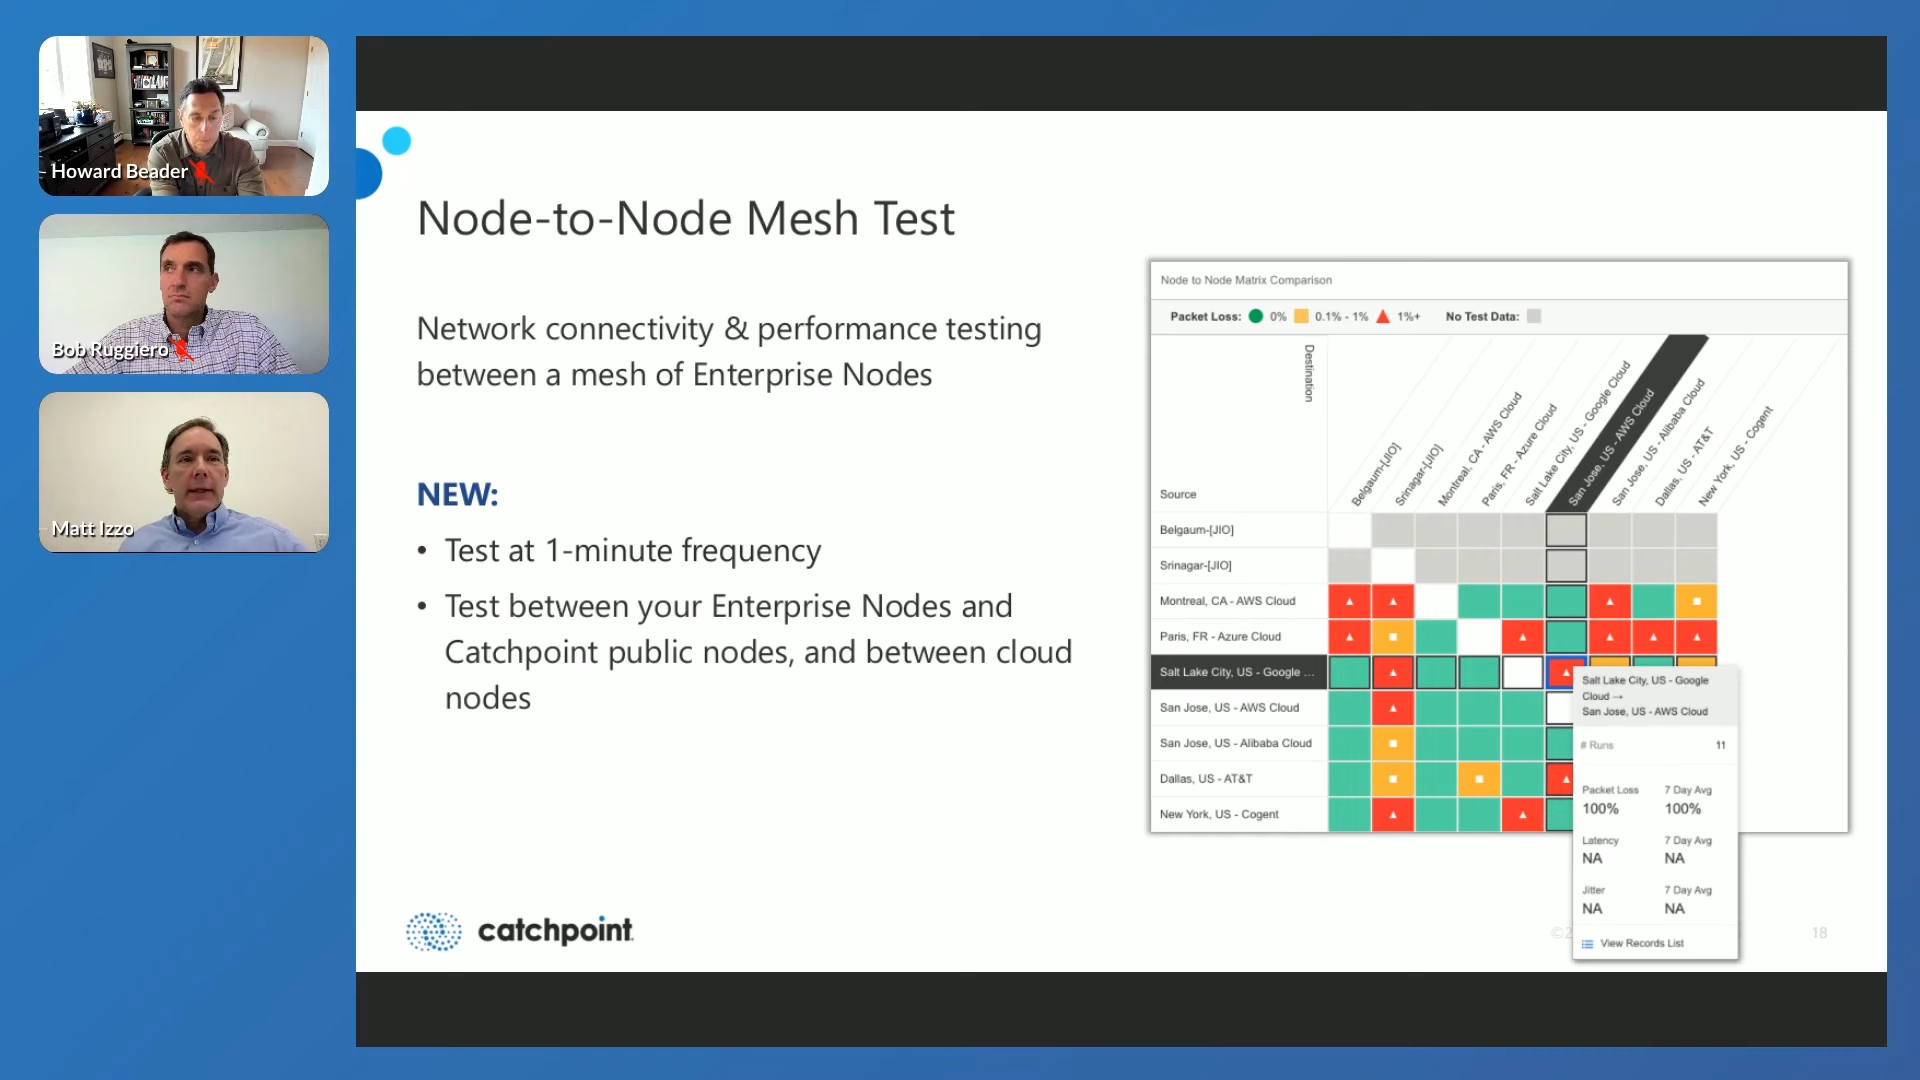 Howard Beader
Bob Ruggiero
Matt Izzo
Node-to-Node Mesh Test
Network connectivity & performance testing
between a mesh of Enterprise Nodes
NEW:
• Test at 1-minute frequency
• Test between your Enterprise Nodes and
Catchpoint public nodes, and between cloud
nodes
catchpoint
Node to Node Matrix Comparison
Packet Loss: 0% 0.1% - 1% 1%+ No Test Data:
Destination
Source
Belgaum-[JIO]
Srinagar-[JIO]
Montreal, CA - AWS Cloud
Paris, FR - Azure Cloud
Salt Lake City, US - Google Cloud
San Jose, US - AWS Cloud
San Jose, US - Alibaba Cloud
Dallas, US - AT&T
New York, US - Cogent
Belgaum-[JIO]
Srinagar-[JIO]
Montreal, CA - AWS Cloud
Paris, FR - Azure Cloud
Salt Lake City, US - Google ...
San Jose, US - AWS Cloud
San Jose, US - Alibaba Cloud
Dallas, US - AT&T
New York, US - Cogent
Salt Lake City, US - Google
Cloud →
San Jose, US - AWS Cloud
# Runs 11
Packet Loss 7 Day Avg
100% 100%
Latency 7 Day Avg
NA NA
Jitter 7 Day Avg
NA NA
View Records List
18